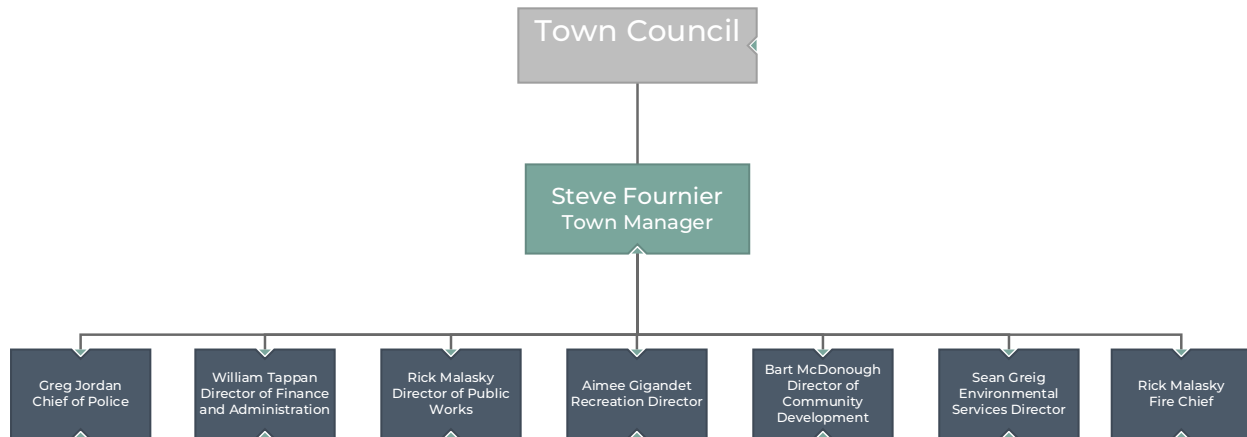 Town Council
Steve Fournier
Town Manager
Greg Jordan
Chief of Police
William Tappan
Director of Finance
and Administration
Rick Malasky
Director of Public
Works
Aimee Gigandet
Recreation Director
Bart McDonough
Director of
Community
Development
Sean Greig
Environmental
Services Director
Rick Malasky
Fire Chief